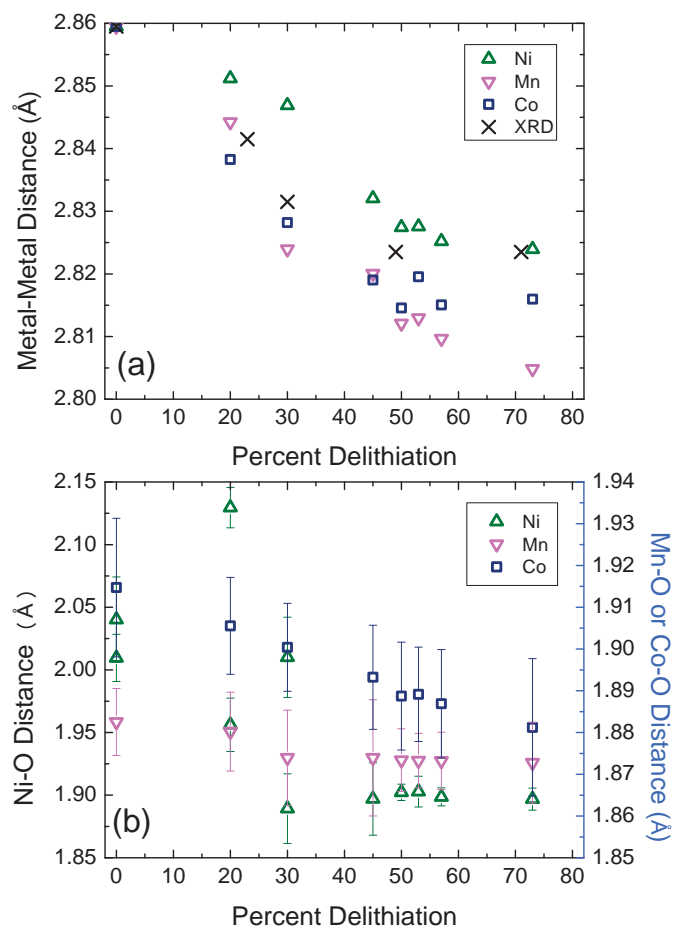 2.86
2.85
2.84
2.83
2.82
2.81
2.80
Metal-Metal Distance (Å)
Ni
Mn
Co
XRD
(a)
0 10 20 30 40 50 60 70 80
Percent Delithiation
2.15
2.10
2.05
2.00
1.95
1.90
1.85
Ni-O Distance (Å)
Ni
Mn
Co
(b)
1.94
1.93
1.92
1.91
1.90
1.89
1.88
1.87
1.86
1.85
Mn-O or Co-O Distance (Å)
0 10 20 30 40 50 60 70 80
Percent Delithiation